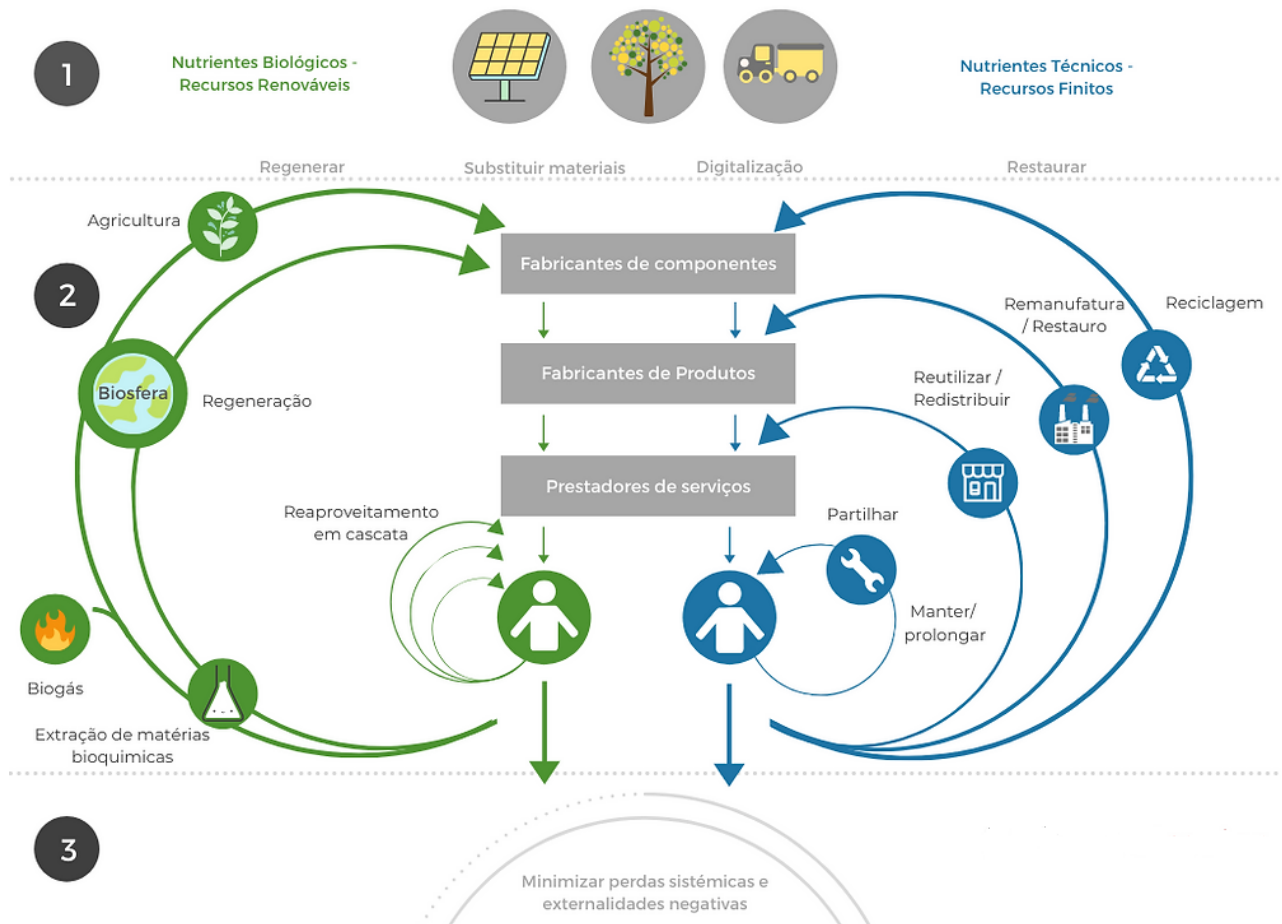 1
Nutrientes Biológicos -
Recursos Renováveis
Nutrientes Técnicos -
Recursos Finitos
Regenerar
Substituir materiais
Digitalização
Restaurar
Agricultura
Fabricantes de componentes
2
Remanufatura
/ Restauro
Reciclagem
Biosfera
Regeneração
Fabricantes de Produtos
Reutilizar /
Redistribuir
Prestadores de serviços
Reaproveitamento
em cascata
Partilhar
Manter/
prolongar
Biogás
Extração de matérias
bioquimicas
3
Minimizar perdas sistémicas e
externalidades negativas